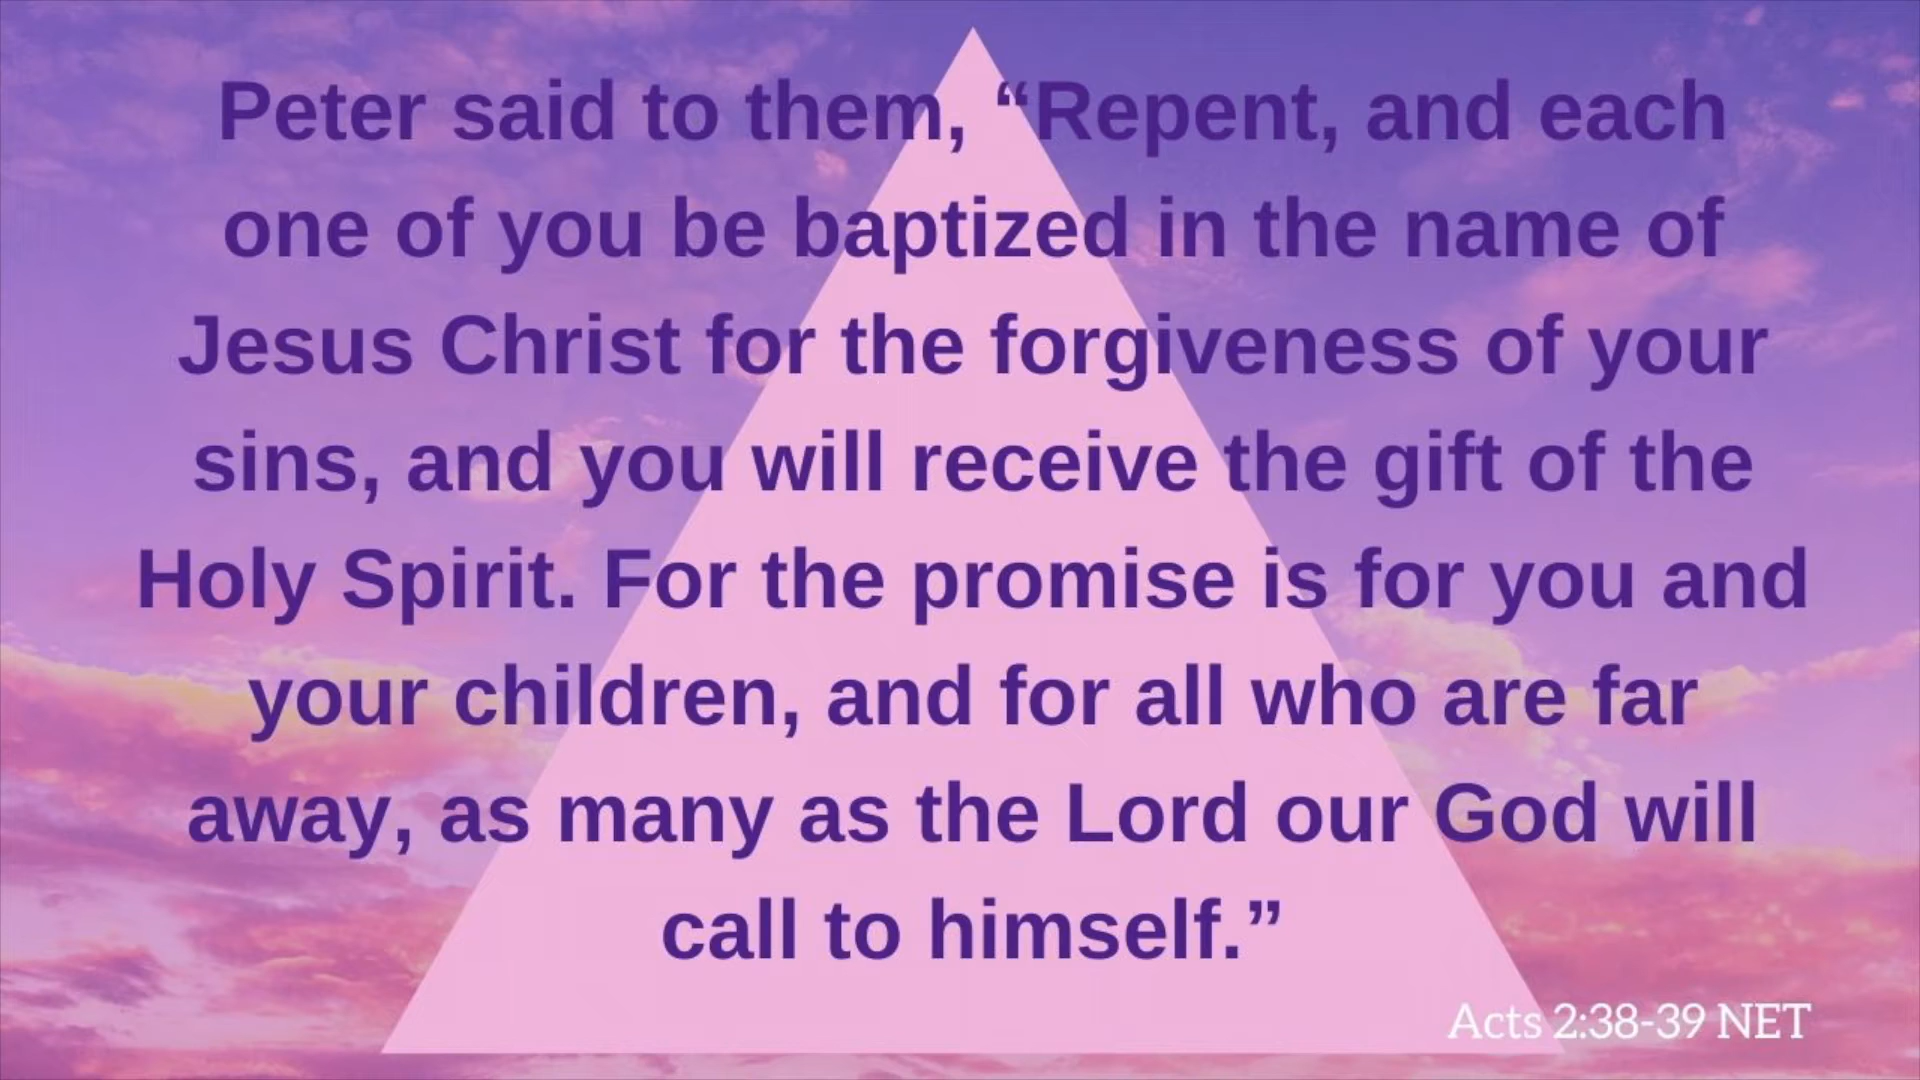 Peter said to them, “Repent, and each
one of you be baptized in the name of
Jesus Christ for the forgiveness of your
sins, and you will receive the gift of the
Holy Spirit. For the promise is for you and
your children, and for all who are far
away, as many as the Lord our God will
call to himself.”
Acts 2:38-39 NET